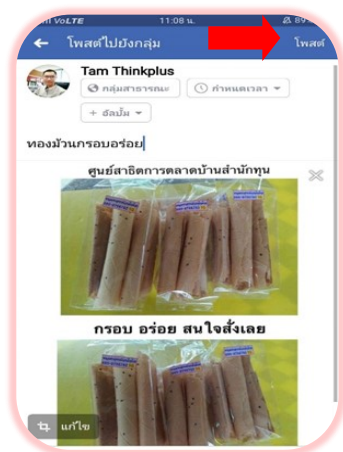 VoLTE 11:08 น. 89
โพสต์ไปยังกลุ่ม โพสต์
Tam Thinkplus
กลุ่มสาธารณะ กำหนดเวลา
+ อัลบั้ม
ทองม้วนกรอบอร่อย
ศูนย์สาธิตการตลาดบ้านสำนักทุน
กรอบ อร่อย สนใจสั่งเลย
แก้ไข